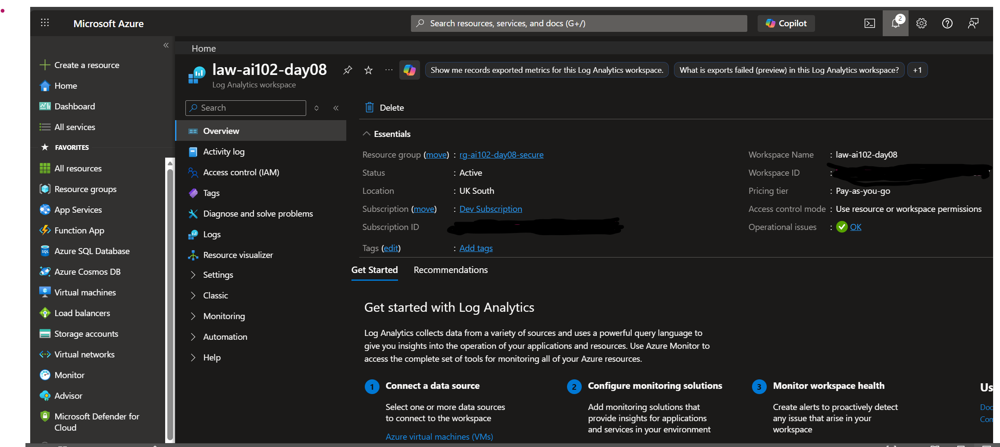 Microsoft Azure
Search resources, services, and docs (G+/)
Copilot
2
Create a resource
Home
Dashboard
All services
FAVORITES
All resources
Resource groups
App Services
Function App
SQL
Azure SQL Database
Azure Cosmos DB
Virtual machines
Load balancers
Storage accounts
Virtual networks
Monitor
Advisor
Microsoft Defender for
Cloud
Home
law-ai102-day08
Log Analytics workspace
Show me records exported metrics for this Log Analytics workspace.
What is exports failed (preview) in this Log Analytics workspace?
+1
Search
Overview
Activity log
Access control (IAM)
Tags
Diagnose and solve problems
Logs
Resource visualizer
Settings
Classic
Monitoring
Automation
Help
Delete
Essentials
Resource group (move) : rg-ai102-day08-secure
Status : Active
Location : UK South
Subscription (move) : Dev Subscription
Subscription ID
Tags (edit) : Add tags
Workspace Name : law-ai102-day08
Workspace ID :
Pricing tier : Pay-as-you-go
Access control mode : Use resource or workspace permissions
Operational issues : OK
Get Started Recommendations
Get started with Log Analytics
Log Analytics collects data from a variety of sources and uses a powerful query language to
give you insights into the operation of your applications and resources. Use Azure Monitor to
access the complete set of tools for monitoring all of your Azure resources.
1 Connect a data source
Select one or more data sources
to connect to the workspace
Azure virtual machines (VMs)
2 Configure monitoring solutions
Add monitoring solutions that
provide insights for applications
and services in your environment
3 Monitor workspace health
Create alerts to proactively detect
any issue that arise in your
workspace
Us
Doc
Com